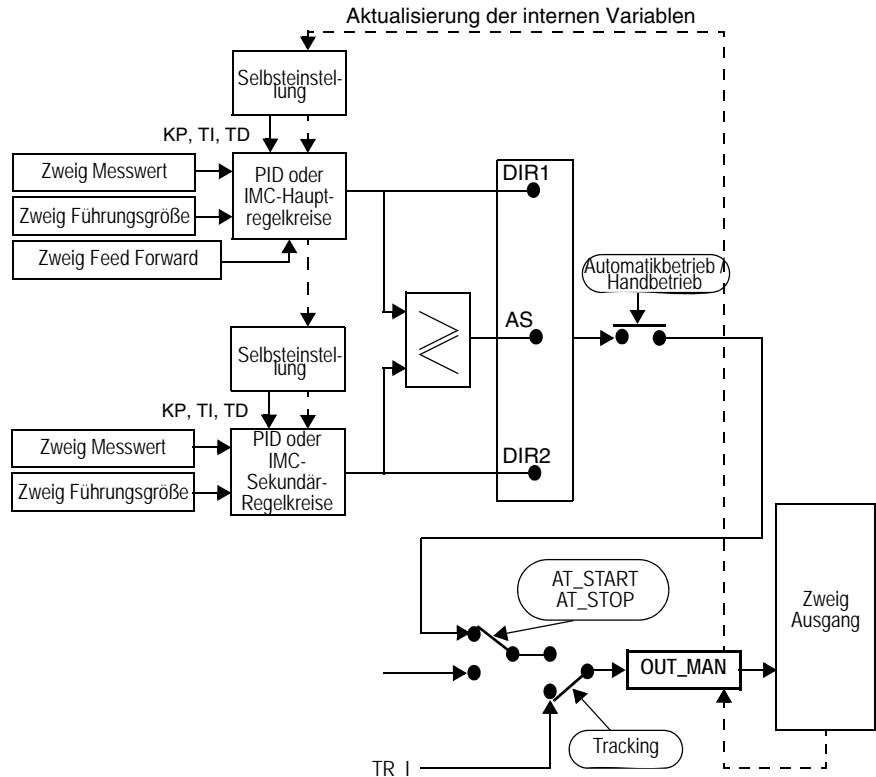 Aktualisierung der internen Variablen
Selbsteinstel-
lung
KP, TI, TD
Zweig Messwert
Zweig Führungsgröße
Zweig Feed Forward
PID oder
IMC-Haupt-
regelkreise
DIR1
Automatikbetrieb /
Handbetrieb
AS
Selbsteinstel-
lung
KP, TI, TD
Zweig Messwert
Zweig Führungsgröße
PID oder
IMC-
Sekundär-
Regelkreise
DIR2
AT_START
AT_STOP
Zweig
Ausgang
OUT_MAN
Tracking
TR_I